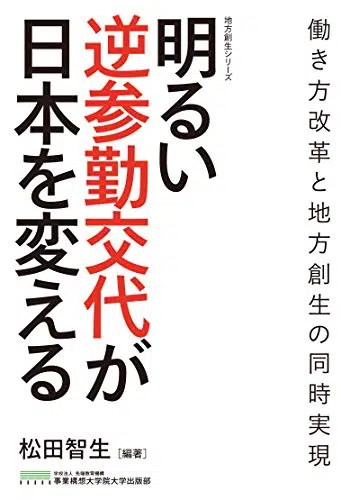 働き方改革と地方創生の同時実現
地方創生シリーズ
明るい
逆参勤交代が
日本を変える
松田智生[編著]
学校法人 先端教育機構
事業構想大学院大学出版部